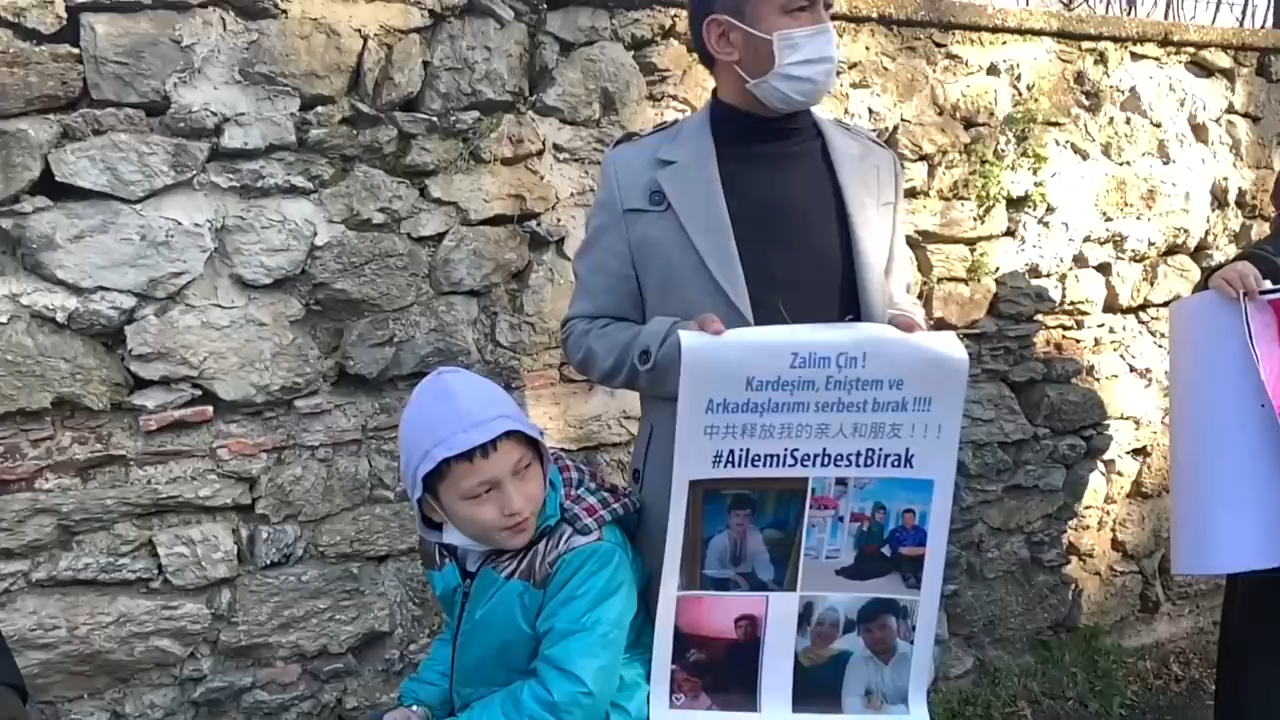 Zalim Çin !
Kardeşim, Eniştem ve
Arkadaşlarımı serbest bırak !!!!
中共释放我的亲人和朋友 ! ! !
#AilemiSerbestBirak